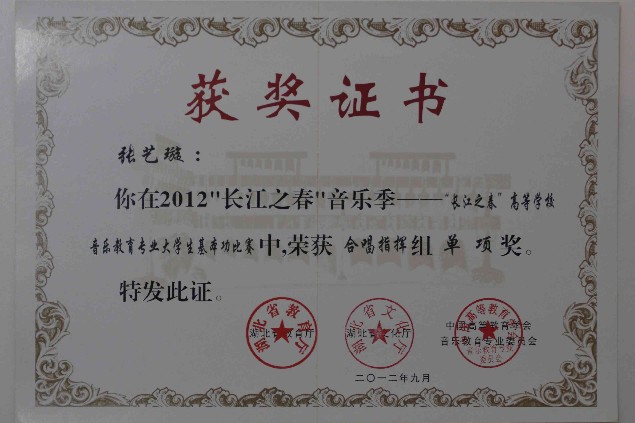 获奖证书
张艺璇：
你在2012"长江之春"音乐季——"长江之春"高等学校
音乐教育专业大学生基本功比赛中,荣获 合唱指挥组 单项奖。
特发此证。
湖北省教育厅 湖北省文化厅 中国高等教育学会
音乐教育专业委员会
二〇一二年九月